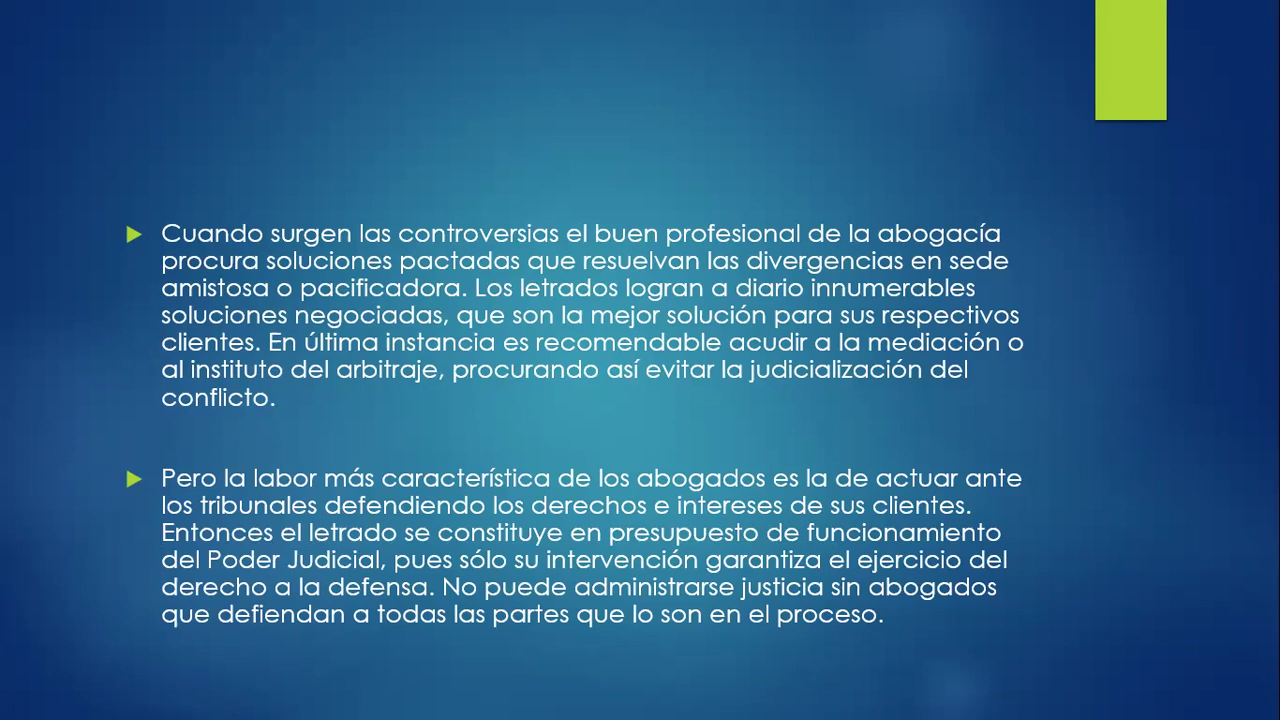 Cuando surgen las controversias el buen profesional de la abogacía
procura soluciones pactadas que resuelvan las divergencias en sede
amistosa o pacificadora. Los letrados logran a diario innumerables
soluciones negociadas, que son la mejor solución para sus respectivos
clientes. En última instancia es recomendable acudir a la mediación o
al instituto del arbitraje, procurando así evitar la judicialización del
conflicto.
Pero la labor más característica de los abogados es la de actuar ante
los tribunales defendiendo los derechos e intereses de sus clientes.
Entonces el letrado se constituye en presupuesto de funcionamiento
del Poder Judicial, pues sólo su intervención garantiza el ejercicio del
derecho a la defensa. No puede administrarse justicia sin abogados
que defiendan a todas las partes que lo son en el proceso.